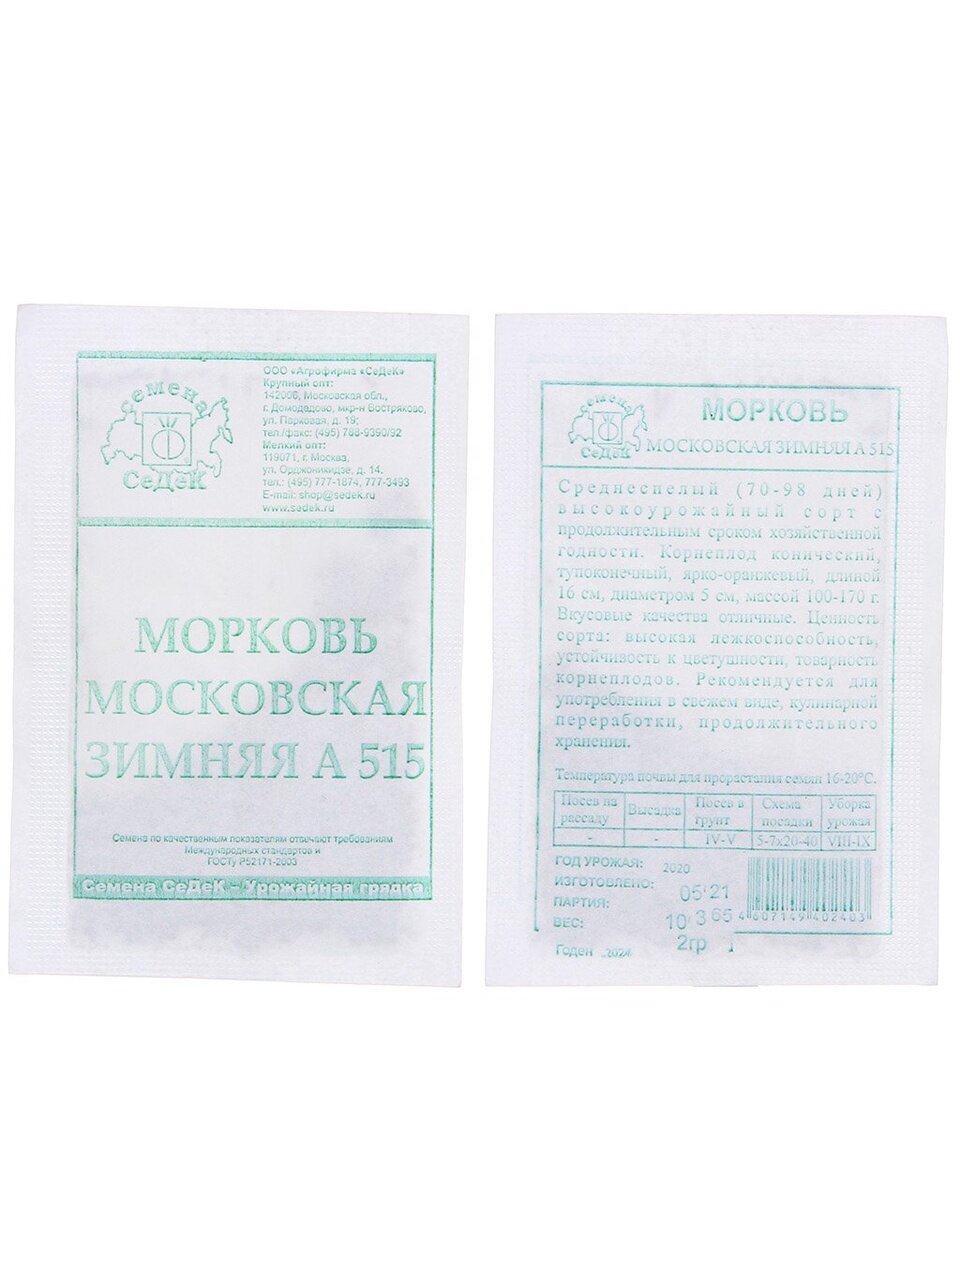 Семена
СеДеК
ООО «Агрофирма «СеДеК»
Крупный опт:
142006, Московская обл.,
г. Домодедово, мкр-н Востряково,
ул. Парковая, д. 19;
тел./факс: (495) 788-9390/92
Мелкий опт:
119071, г. Москва,
ул. Орджоникидзе, д. 14.
тел.: (495) 777-1874, 777-3493
E-mail: shop@sedek.ru
www.sedek.ru
МОРКОВЬ
МОСКОВСКАЯ
ЗИМНЯЯ А 515
Семена по качественным показателям отвечают требованиям
Международных стандартов и
ГОСТу Р52171-2003
Семена СеДеК - Урожайная грядка
Семена
СеДеК
МОРКОВЬ
МОСКОВСКАЯ ЗИМНЯЯ А 515
Среднеспелый (70-98 дней)
высокоурожайный сорт с
продолжительным сроком хозяйственной
годности. Корнеплод конический,
тупоконечный, ярко-оранжевый, длиной
16 см, диаметром 5 см, массой 100-170 г.
Вкусовые качества отличные. Ценность
сорта: высокая лежкоспособность,
устойчивость к цветушности, товарность
корнеплодов. Рекомендуется для
употребления в свежем виде, кулинарной
переработки, продолжительного
хранения.
Температура почвы для прорастания семян 16-20°С.
Посев на рассаду Высадка Посев в грунт Схема посадки Уборка урожая
- - IV-V 5-7х20-40 VIII-IX
ГОД УРОЖАЯ: 2020
ИЗГОТОВЛЕНО: 05'21
ПАРТИЯ: 10 365
ВЕС: 2гр
Годен 2024
4607149402403